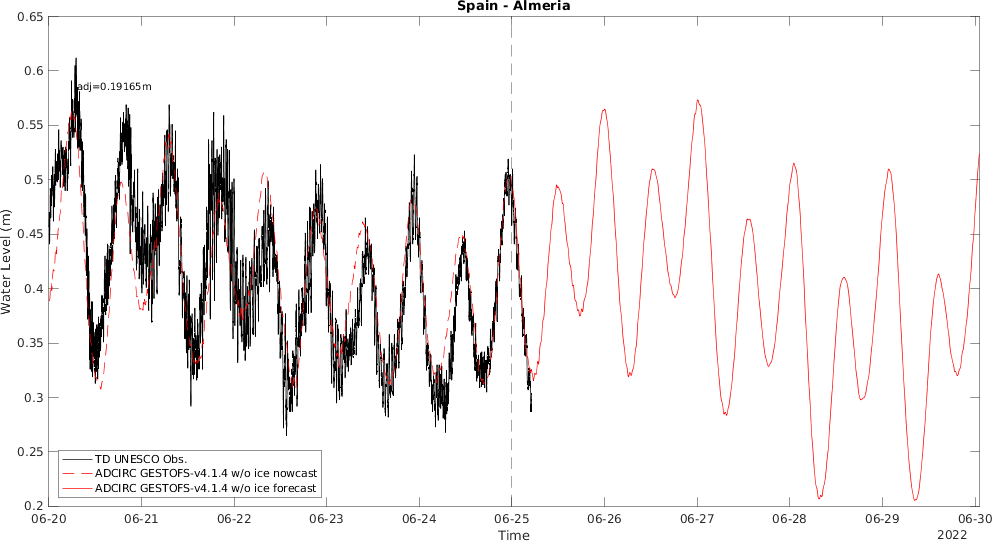 Spain - Almeria
0.65
0.6
0.55
0.5
0.45
0.4
0.35
0.3
0.25
0.2
Water Level (m)
adj=0.19165m
TD UNESCO Obs.
ADCIRC GESTOFS-v4.1.4 w/o ice nowcast
ADCIRC GESTOFS-v4.1.4 w/o ice forecast
06-20 06-21 06-22 06-23 06-24 06-25 06-26 06-27 06-28 06-29 06-30
Time
2022